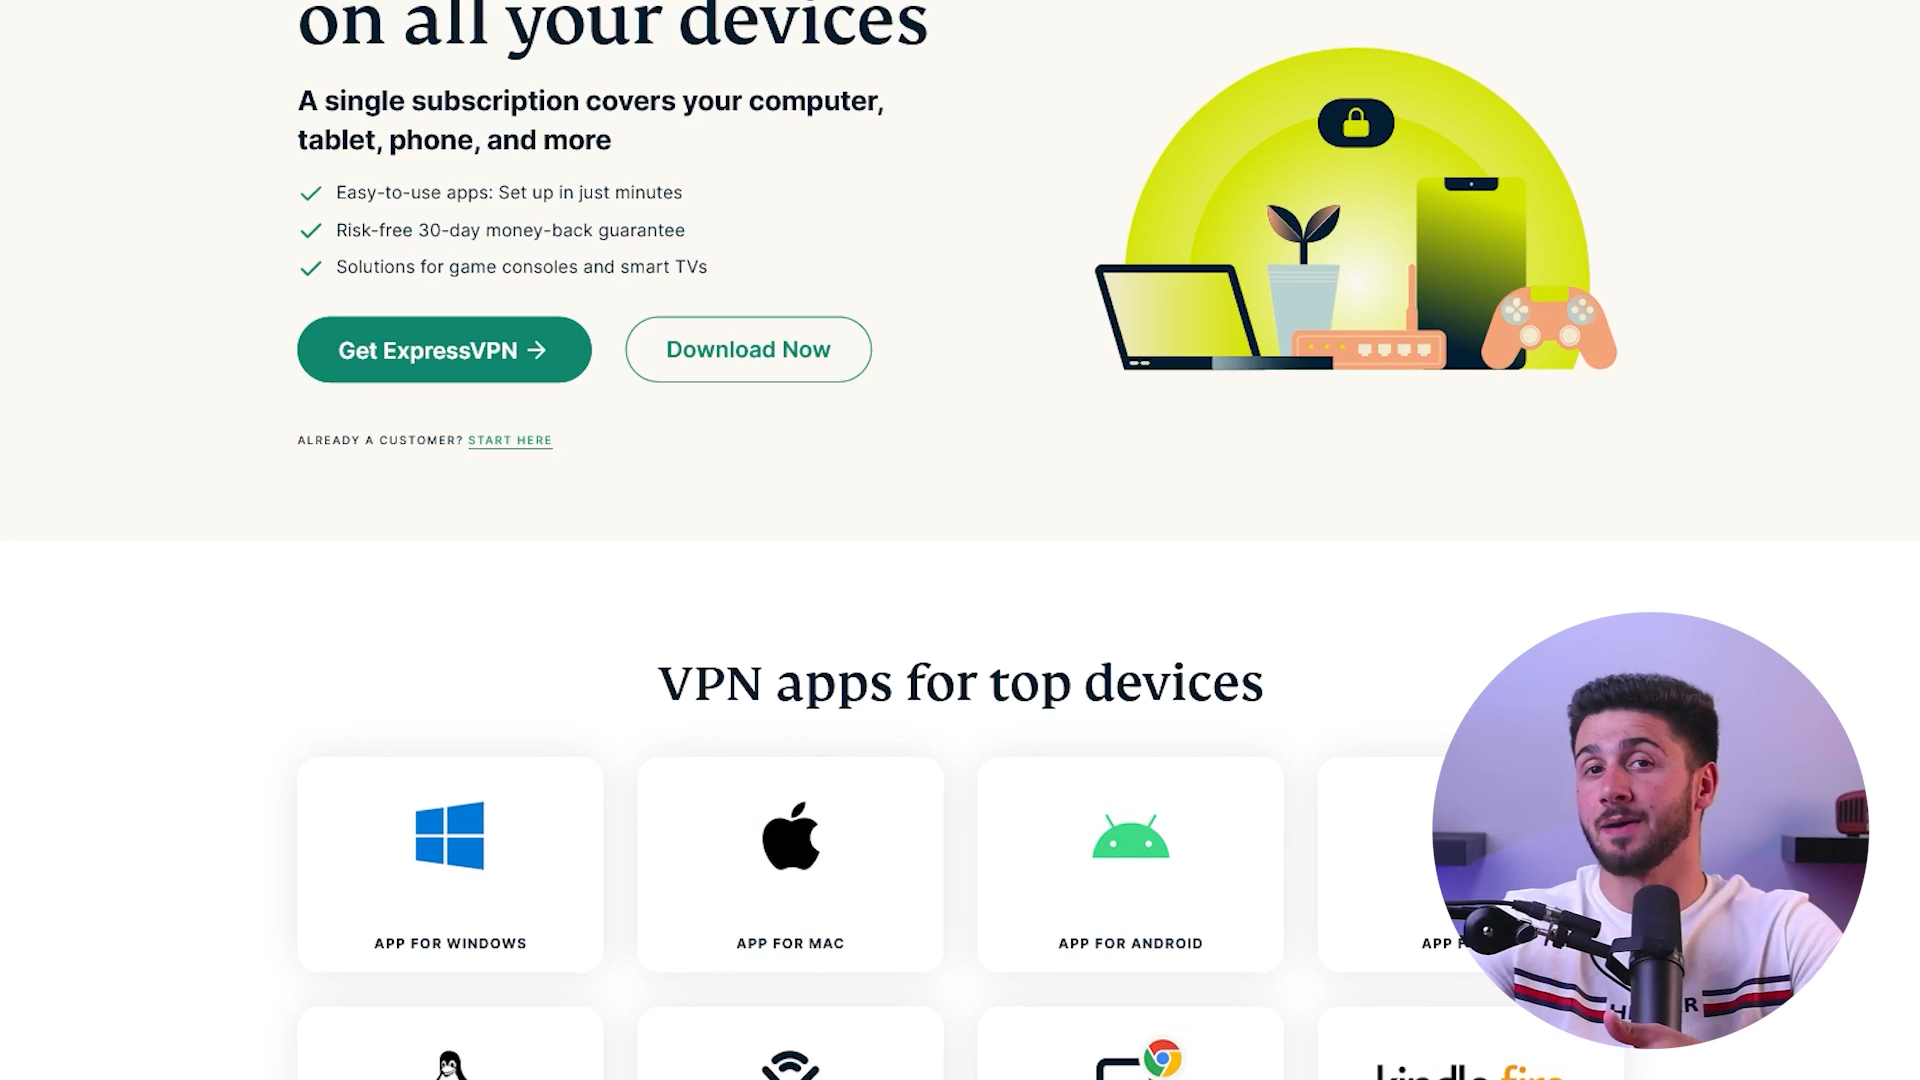 on all your devices
A single subscription covers your computer,
tablet, phone, and more
Easy-to-use apps: Set up in just minutes
Risk-free 30-day money-back guarantee
Solutions for game consoles and smart TVs
Get ExpressVPN →
Download Now
ALREADY A CUSTOMER? START HERE
VPN apps for top devices
APP FOR WINDOWS
APP FOR MAC
APP FOR ANDROID
APP
kindle fire